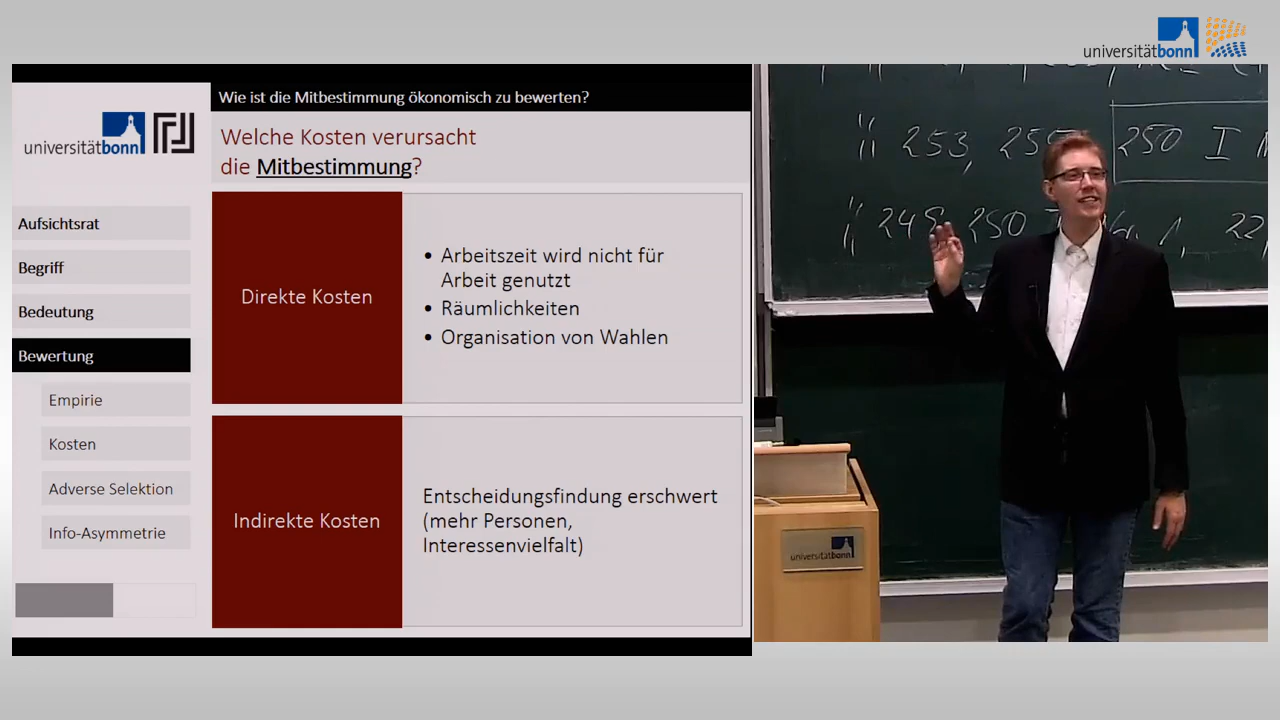 universitätbonn
Wie ist die Mitbestimmung ökonomisch zu bewerten?
universitätbonn
Welche Kosten verursacht
die Mitbestimmung?
Aufsichtsrat
Begriff
Bedeutung
Bewertung
Empirie
Kosten
Adverse Selektion
Info-Asymmetrie
Direkte Kosten
• Arbeitszeit wird nicht für
Arbeit genutzt
• Räumlichkeiten
• Organisation von Wahlen
Indirekte Kosten
Entscheidungsfindung erschwert
(mehr Personen,
Interessenvielfalt)
253, 255 250 I
250
universitätbonn